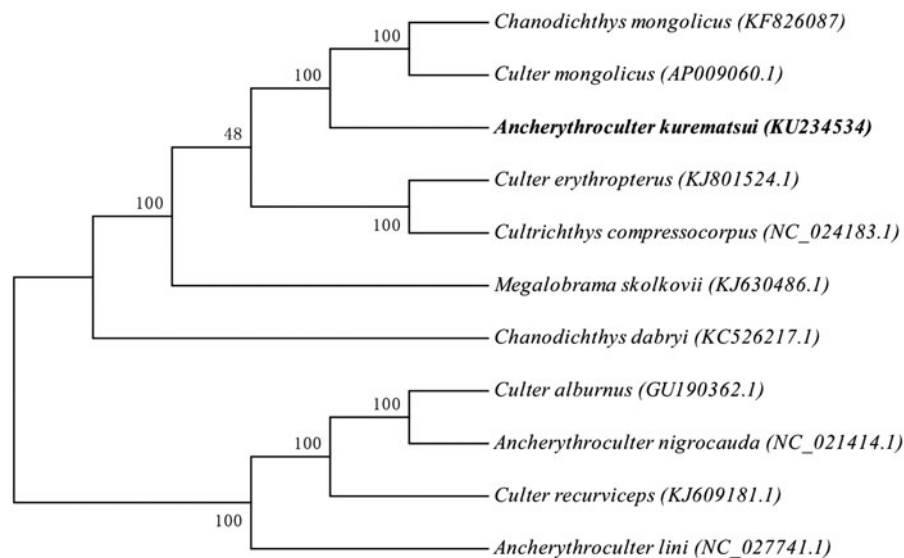 Chanodichthys mongolicus (KF826087)
100
Culter mongolicus (AP009060.1)
100
Ancherythroculter kurematsui (KU234534)
48
Culter erythropterus (KJ801524.1)
100
100
Cultrichthys compressocorpus (NC_024183.1)
Megalobrama skolkovii (KJ630486.1)
Chanodichthys dabryi (KC526217.1)
Culter alburnus (GU190362.1)
100
Ancherythroculter nigrocauda (NC_021414.1)
100
Culter recurviceps (KJ609181.1)
100
Ancherythroculter lini (NC_027741.1)